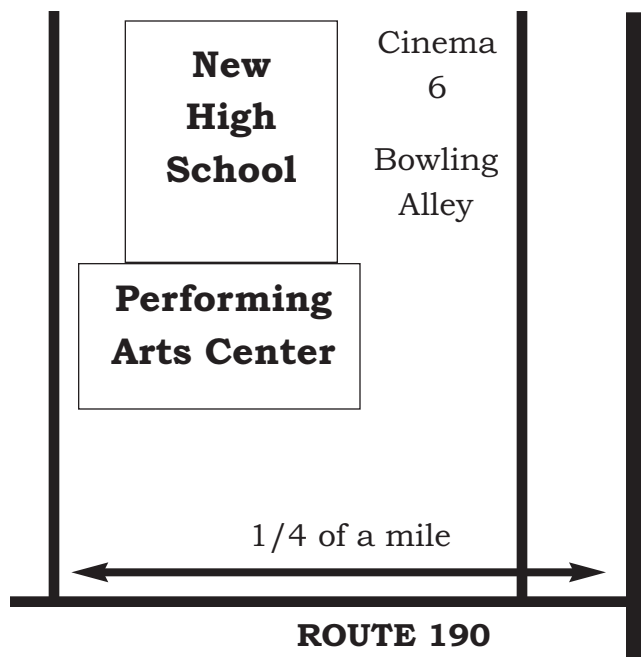 New
High
School
Cinema
6
Bowling
Alley
Performing
Arts Center
1/4 of a mile
ROUTE 190